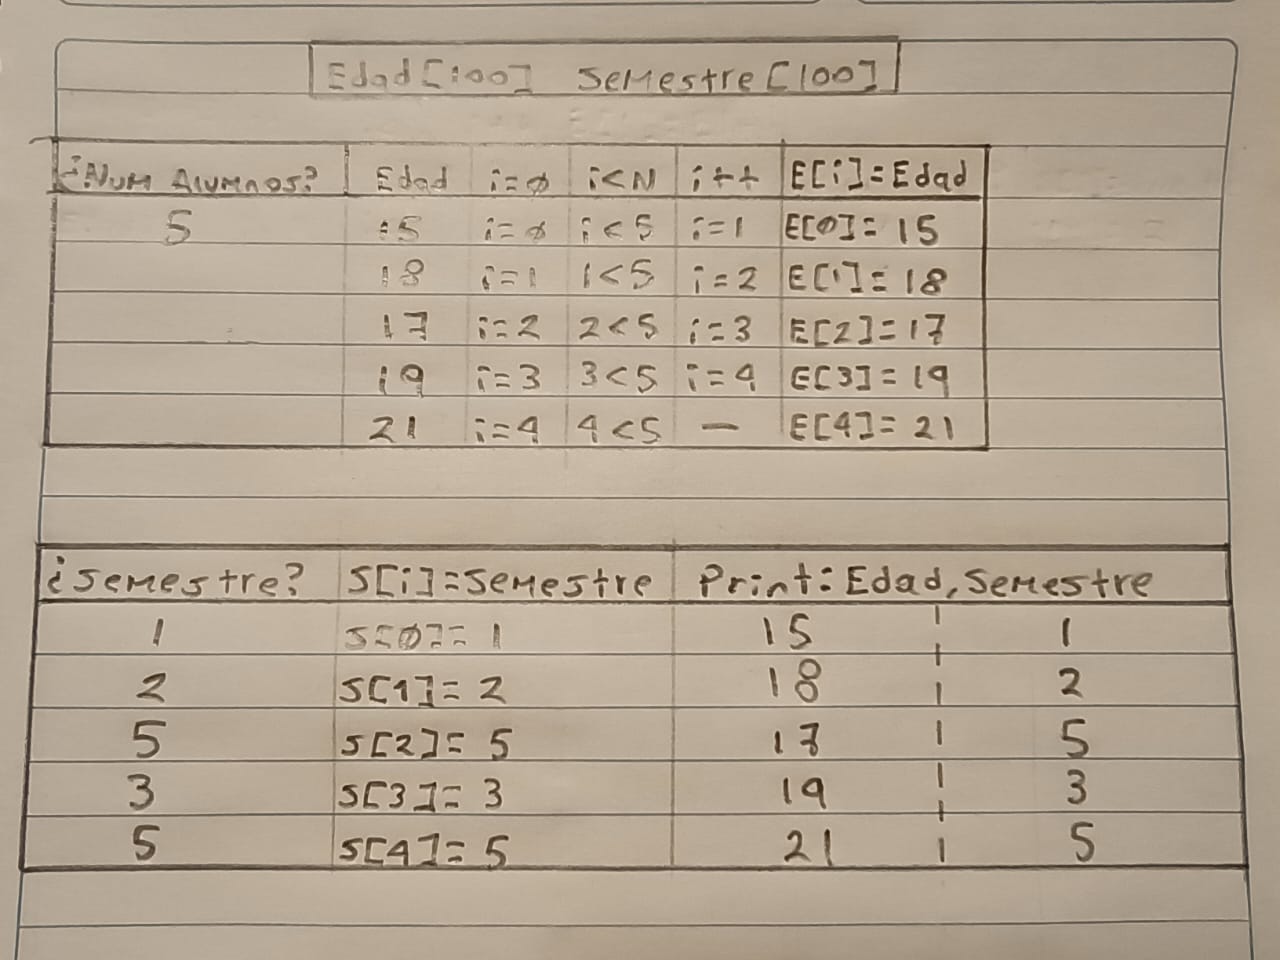 Edad[100] Semestre[100]
¿Num Alumnos? Edad i=ø i<N i++ E[i]=Edad
5 15 i=ø i<5 i=1 E[0]=15
18 i=1 1<5 i=2 E[1]=18
17 i=2 2<5 i=3 E[2]=17
19 i=3 3<5 i=4 E[3]=19
21 i=4 4<5 — E[4]=21
¿Semestre? S[i]=Semestre Print: Edad, Semestre
1 S[0]=1 15 | 1
2 S[1]=2 18 | 2
5 S[2]=5 17 | 5
3 S[3]=3 19 | 3
5 S[4]=5 21 | 5